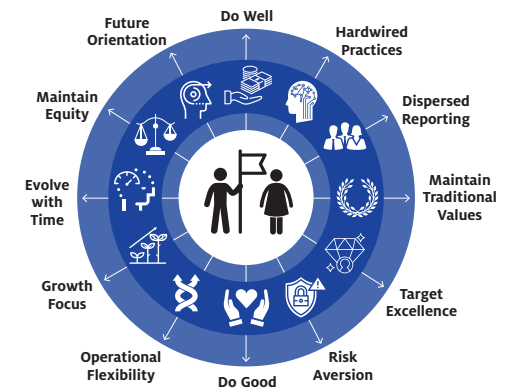 Do Well
Hardwired
Practices
Dispersed
Reporting
Maintain
Traditional
Values
Target
Excellence
Risk
Aversion
Do Good
Operational
Flexibility
Growth
Focus
Evolve
with
Time
Maintain
Equity
Future
Orientation